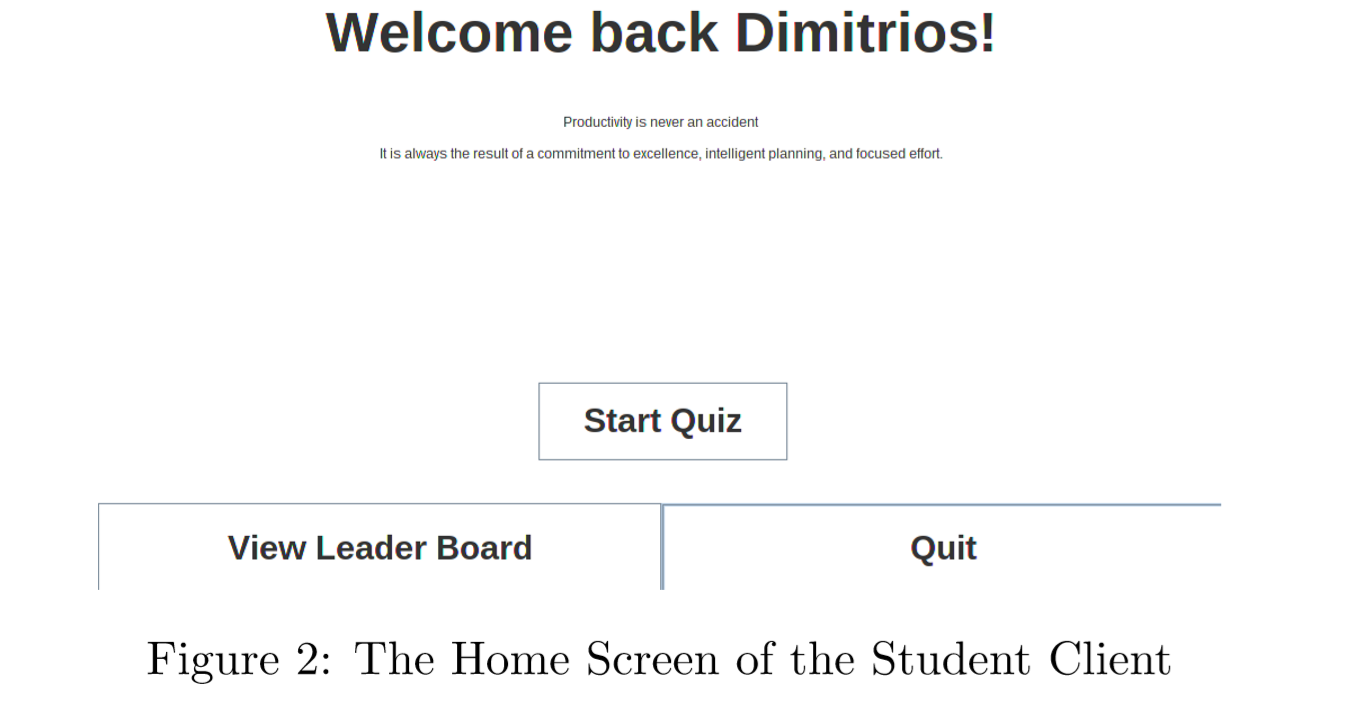 Welcome back Dimitrios!
Productivity is never an accident
It is always the result of a commitment to excellence, intelligent planning, and focused effort.
Start Quiz
View Leader Board
Quit
Figure 2: The Home Screen of the Student Client